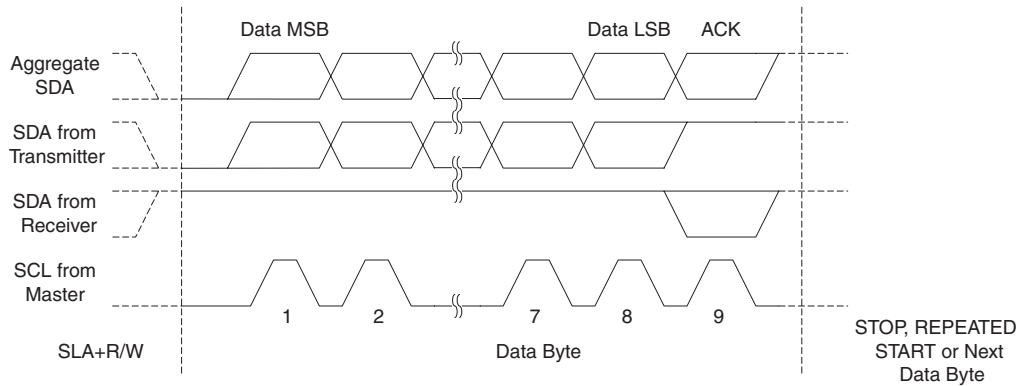 Data MSB
Data LSB
ACK
Aggregate
SDA
SDA from
Transmitter
SDA from
Receiver
SCL from
Master
1
2
7
8
9
SLA+R/W
Data Byte
STOP, REPEATED
START or Next
Data Byte